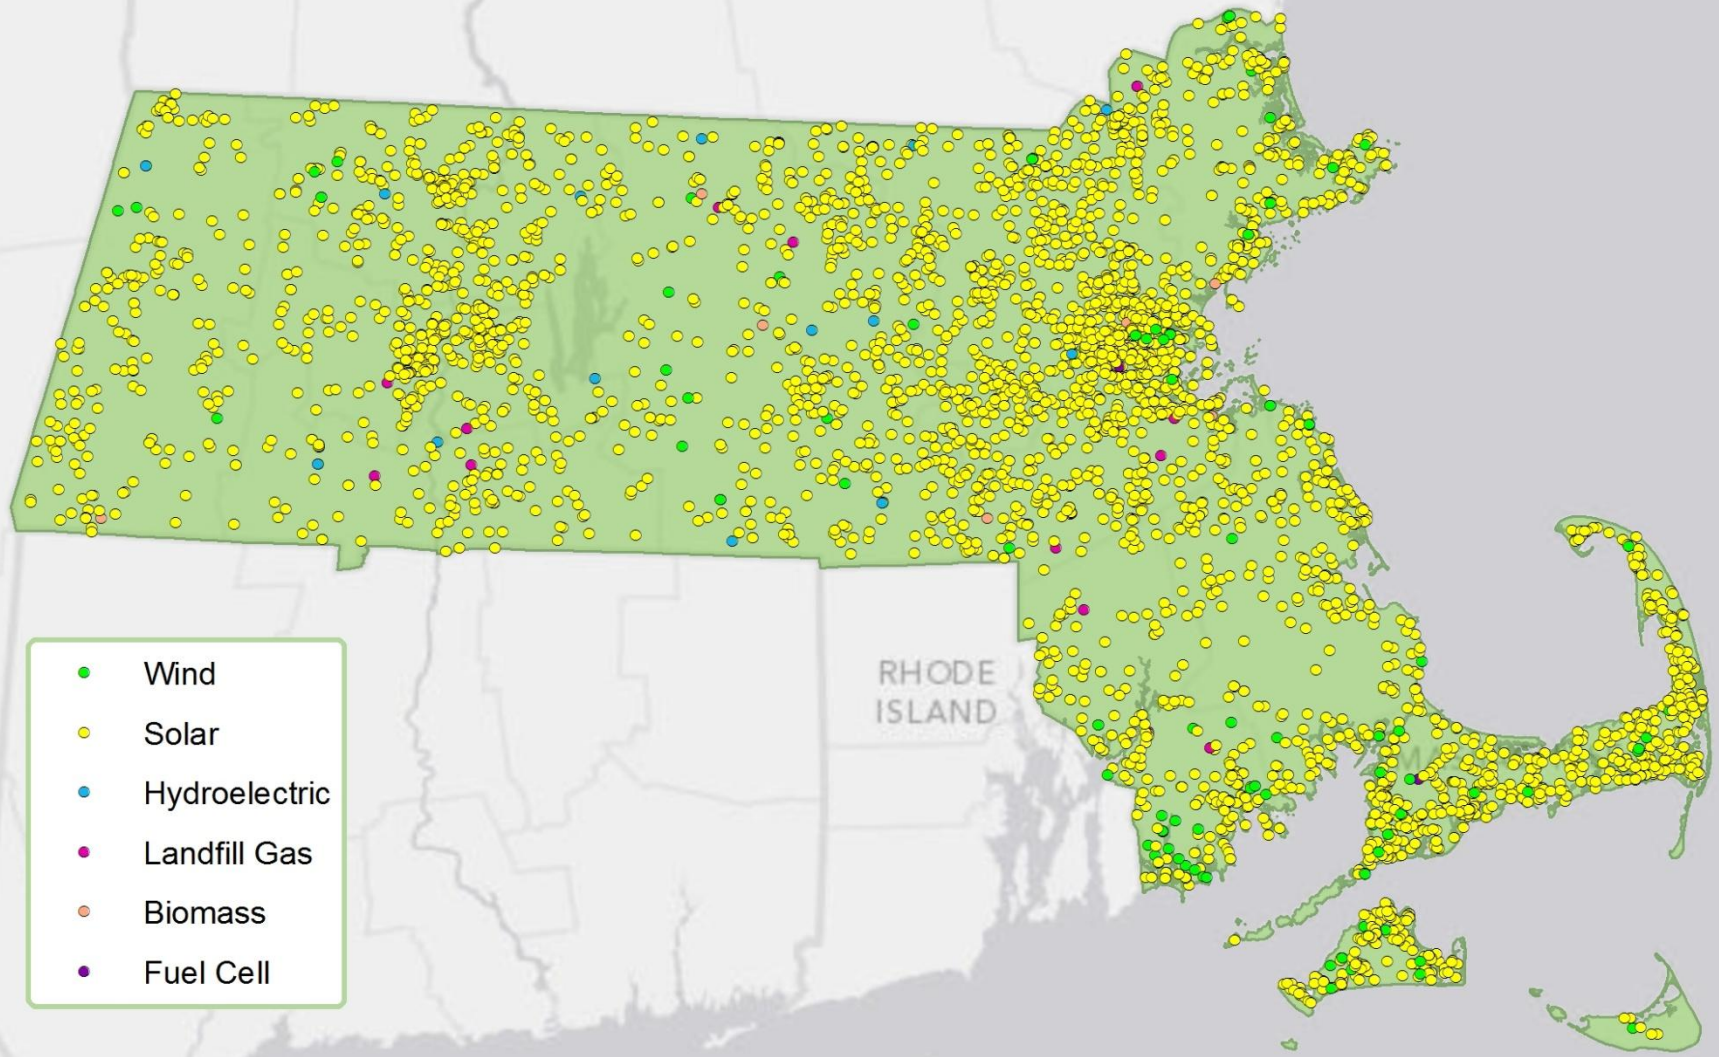 RHODE
ISLAND
Wind
Solar
Hydroelectric
Landfill Gas
Biomass
Fuel Cell